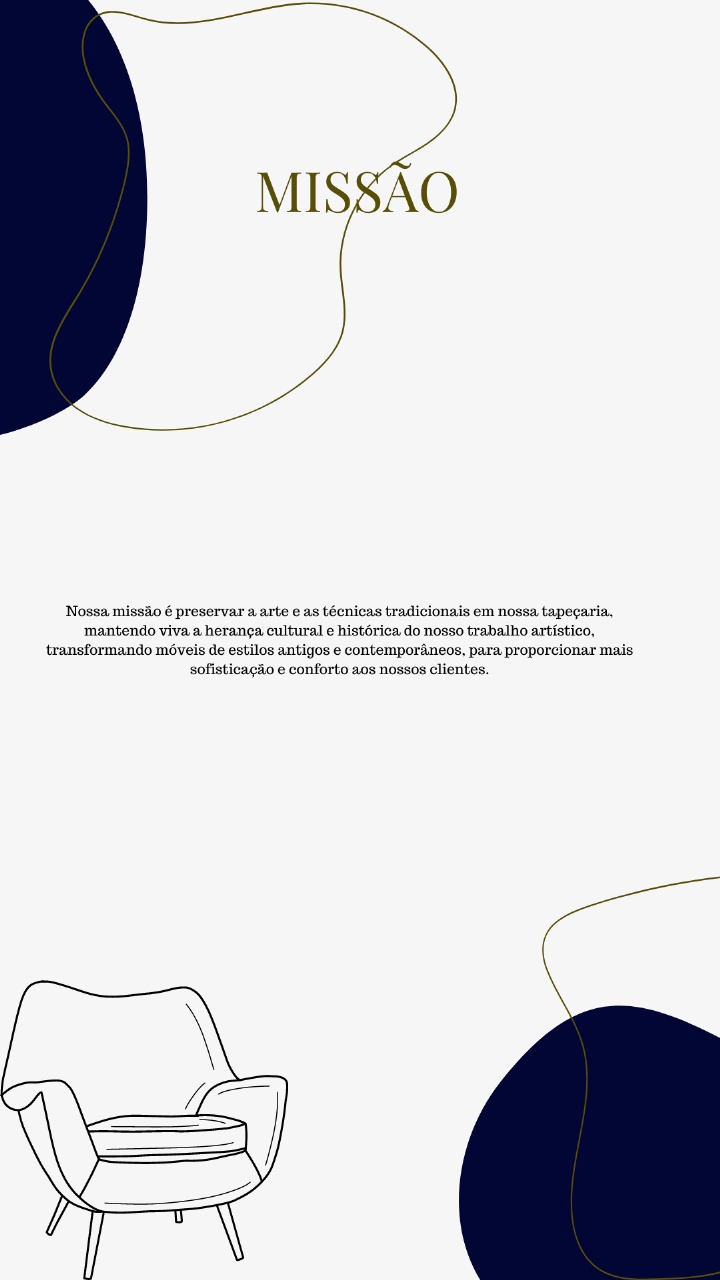 MISSÃO
Nossa missão é preservar a arte e as técnicas tradicionais em nossa tapeçaria,
mantendo viva a herança cultural e histórica do nosso trabalho artístico,
transformando móveis de estilos antigos e contemporâneos, para proporcionar mais
sofisticação e conforto aos nossos clientes.